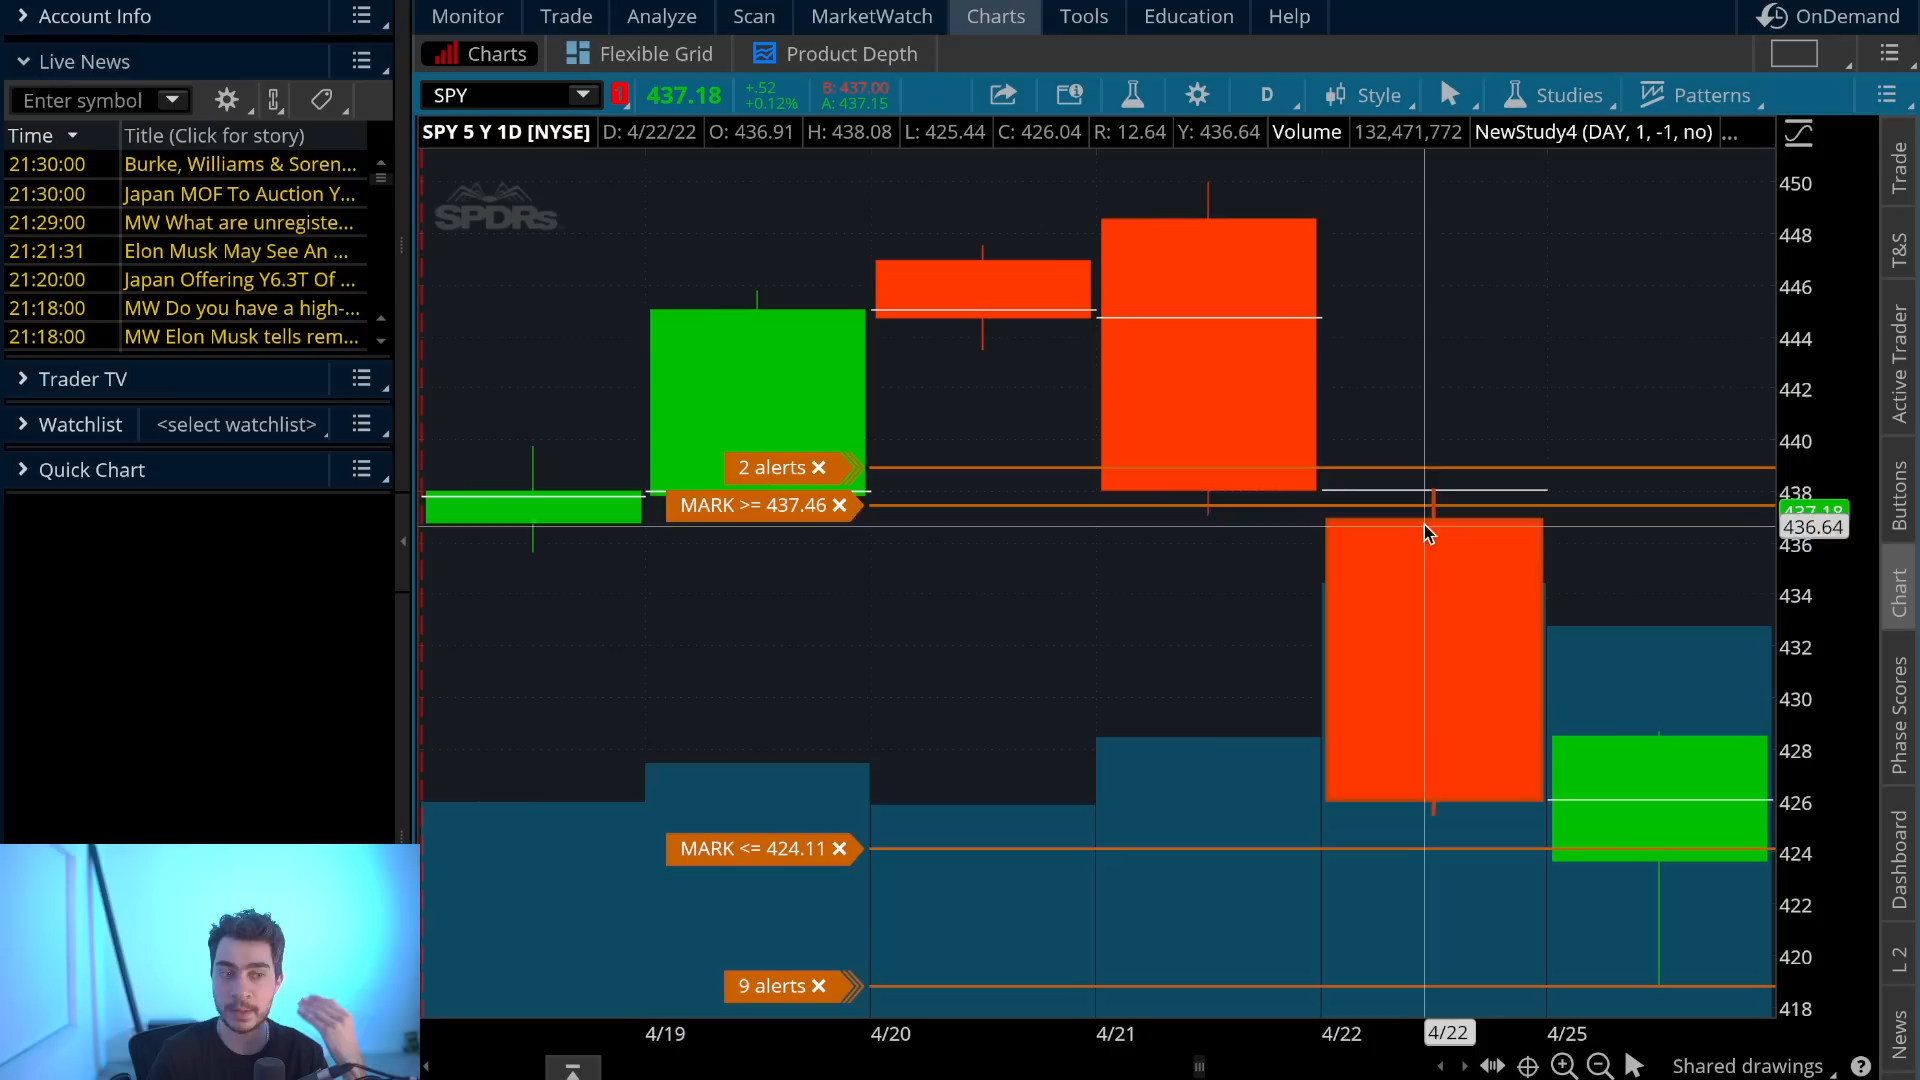 Account Info
Monitor Trade Analyze Scan MarketWatch Charts Tools Education Help OnDemand
Live News
Charts Flexible Grid Product Depth
Enter symbol
SPY 1 437.18 +.52 +0.12% B: 437.00 A: 437.15 D Style Studies Patterns
Time Title (Click for story)
SPY 5 Y 1D [NYSE] D: 4/22/22 O: 436.91 H: 438.08 L: 425.44 C: 426.04 R: 12.64 Y: 436.64 Volume 132,471,772 NewStudy4 (DAY, 1, -1, no) ...
21:30:00 Burke, Williams & Soren...
21:30:00 Japan MOF To Auction Y...
21:29:00 MW What are unregiste...
21:21:31 Elon Musk May See An ...
21:20:00 Japan Offering Y6.3T Of ...
21:18:00 MW Do you have a high-...
21:18:00 MW Elon Musk tells rem...
Trader TV
Watchlist <select watchlist>
Quick Chart
SPDRs
2 alerts
MARK >= 437.46
MARK <= 424.11
9 alerts
450
448
446
444
442
440
438
437.18
436.64
436
434
432
430
428
426
424
422
420
418
4/19 4/20 4/21 4/22 4/22 4/25
Shared drawings
Trade
T&S
Active Trader
Buttons
Chart
Phase Scores
Dashboard
L 2
News